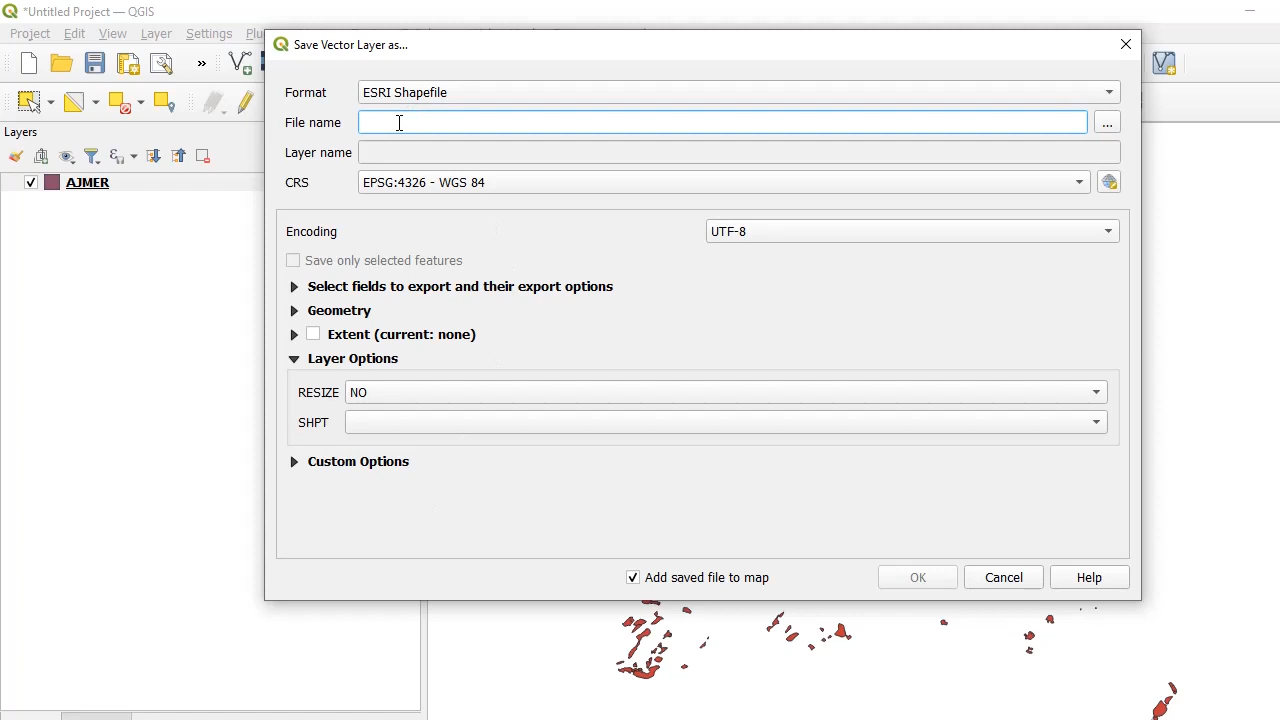 *Untitled Project — QGIS
Project Edit View Layer Settings
Save Vector Layer as...
»
Layers
AJMER
Format ESRI Shapefile
File name
...
Layer name
CRS EPSG:4326 - WGS 84
Encoding UTF-8
Save only selected features
Select fields to export and their export options
Geometry
Extent (current: none)
Layer Options
RESIZE NO
SHPT
Custom Options
Add saved file to map OK Cancel Help